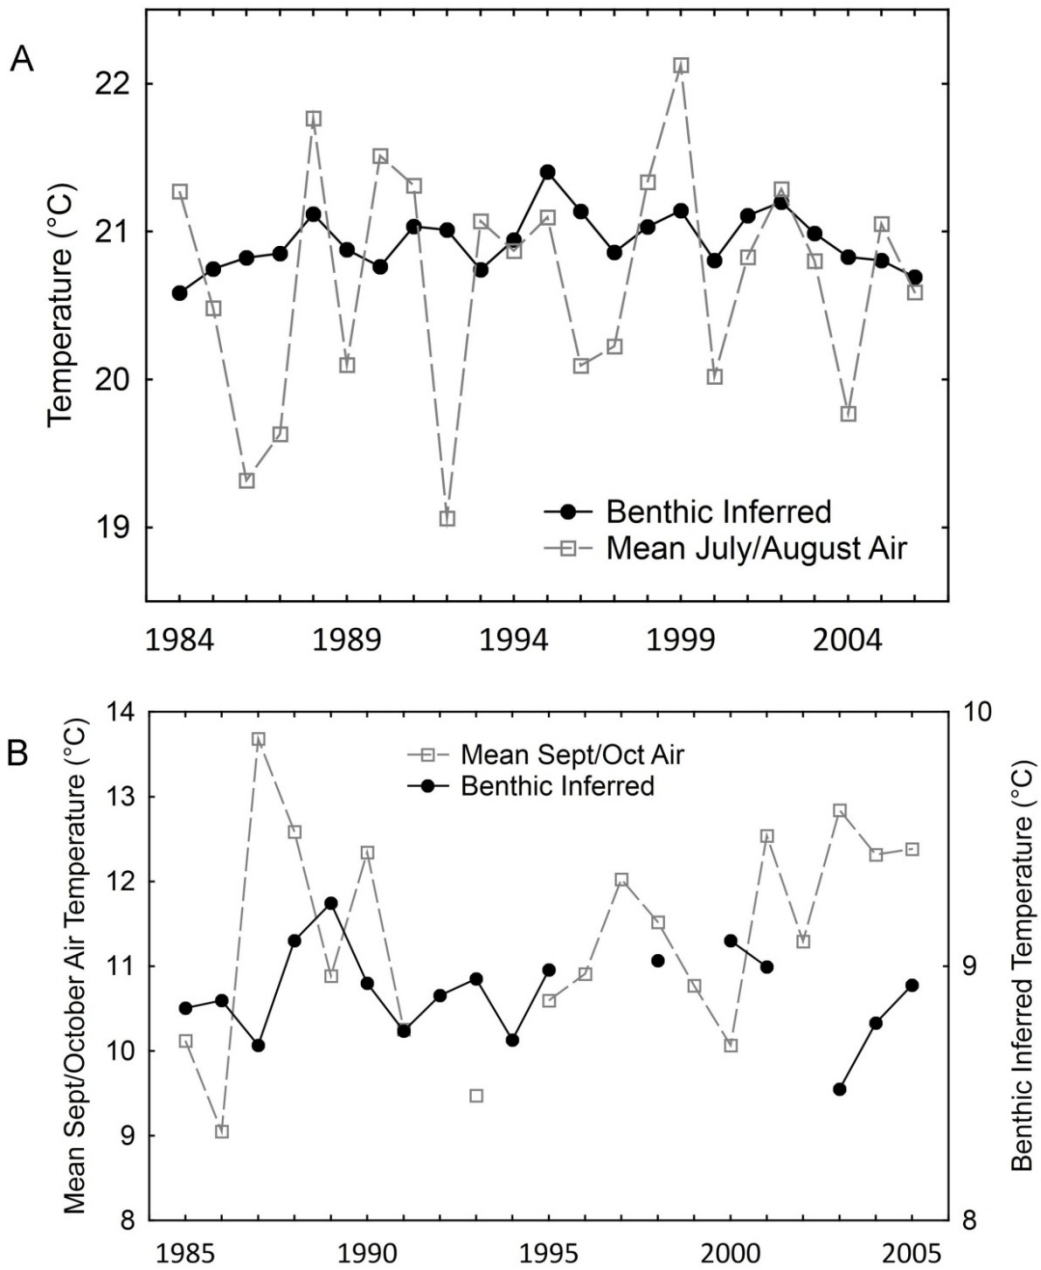 A
Temperature (°C)
22
21
20
19
Benthic Inferred
Mean July/August Air
1984 1989 1994 1999 2004
B
Mean Sept/October Air Temperature (°C)
14
13
12
11
10
9
8
Mean Sept/Oct Air
Benthic Inferred
10
9
8
Benthic Inferred Temperature (°C)
1985 1990 1995 2000 2005